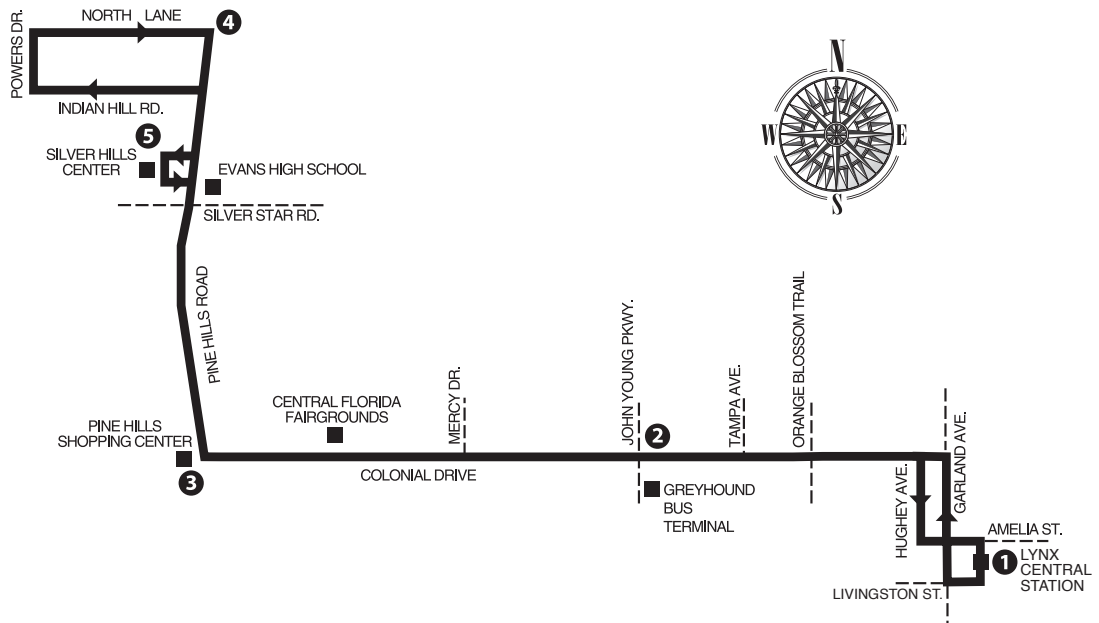 NORTH LANE
4
POWERS DR.
INDIAN HILL RD.
5
SILVER HILLS
CENTER
EVANS HIGH SCHOOL
SILVER STAR RD.
N
W
E
S
PINE HILLS ROAD
CENTRAL FLORIDA
FAIRGROUNDS
PINE HILLS
SHOPPING CENTER
3
COLONIAL DRIVE
MERCY DR.
JOHN YOUNG PKWY.
2
TAMPA AVE.
ORANGE BLOSSOM TRAIL
GREYHOUND
BUS
TERMINAL
HUGHEY AVE.
GARLAND AVE.
AMELIA ST.
1
LYNX
CENTRAL
STATION
LIVINGSTON ST.